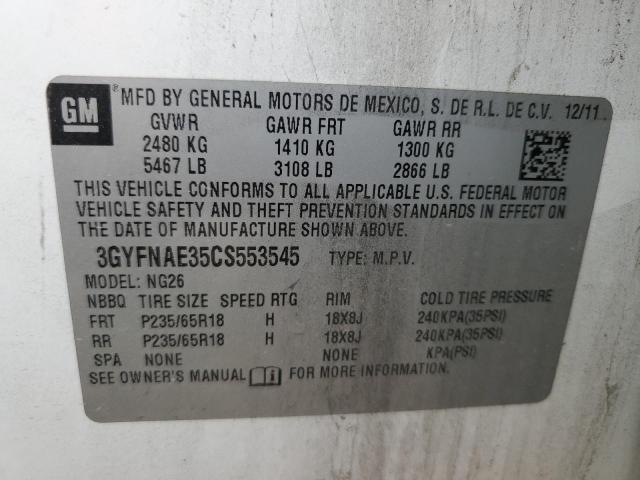 GM
® MFD BY GENERAL MOTORS DE MEXICO, S. DE R.L. DE C.V. 12/11
GVWR GAWR FRT GAWR RR
2480 KG 1410 KG 1300 KG
5467 LB 3108 LB 2866 LB
THIS VEHICLE CONFORMS TO ALL APPLICABLE U.S. FEDERAL MOTOR
VEHICLE SAFETY AND THEFT PREVENTION STANDARDS IN EFFECT ON
THE DATE OF MANUFACTURE SHOWN ABOVE.
3GYFNAE35CS553545 TYPE: M.P.V.
MODEL: NG26
NBBQ TIRE SIZE SPEED RTG RIM COLD TIRE PRESSURE
FRT P235/65R18 H 18X8J 240KPA(35PSI)
RR P235/65R18 H 18X8J 240KPA(35PSI)
SPA NONE NONE KPA(PSI)
SEE OWNER'S MANUAL i FOR MORE INFORMATION.